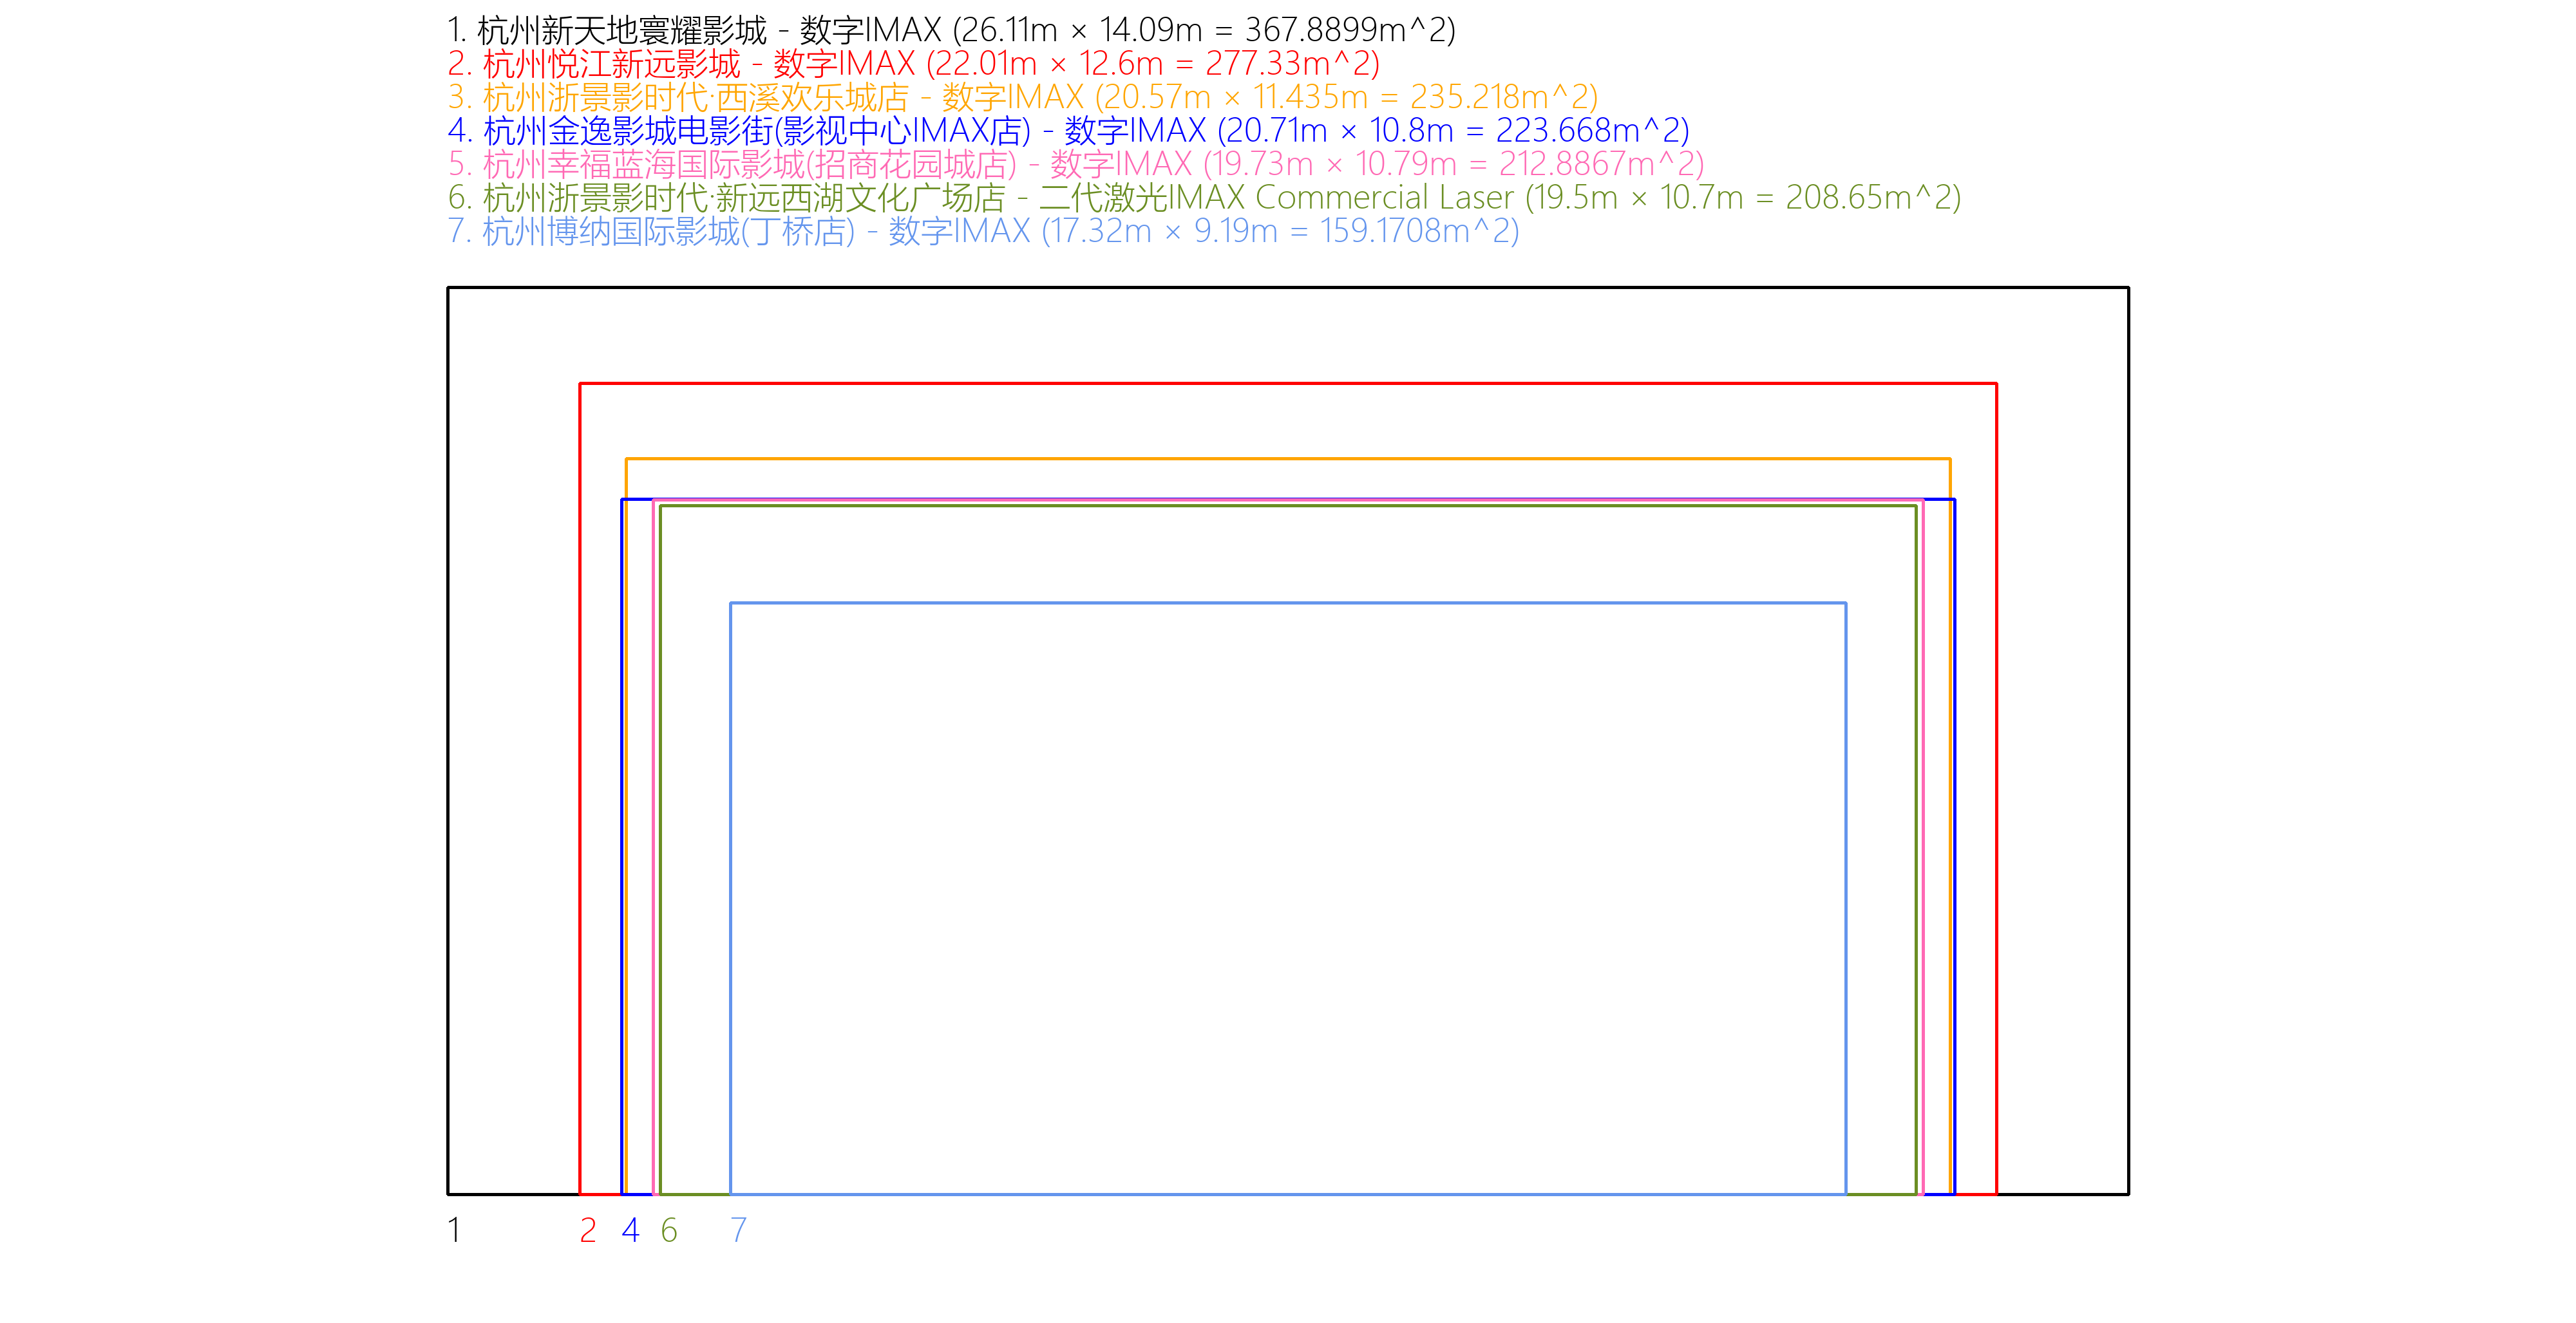 1. 杭州新天地寰耀影城 - 数字IMAX (26.11m × 14.09m = 367.8899m^2)
2. 杭州悦江新远影城 - 数字IMAX (22.01m × 12.6m = 277.33m^2)
3. 杭州浙景影时代·西溪欢乐城店 - 数字IMAX (20.57m × 11.435m = 235.218m^2)
4. 杭州金逸影城电影街(影视中心IMAX店) - 数字IMAX (20.71m × 10.8m = 223.668m^2)
5. 杭州幸福蓝海国际影城(招商花园城店) - 数字IMAX (19.73m × 10.79m = 212.8867m^2)
6. 杭州浙景影时代·新远西湖文化广场店 - 二代激光IMAX Commercial Laser (19.5m × 10.7m = 208.65m^2)
7. 杭州博纳国际影城(丁桥店) - 数字IMAX (17.32m × 9.19m = 159.1708m^2)
1 2 4 6 7